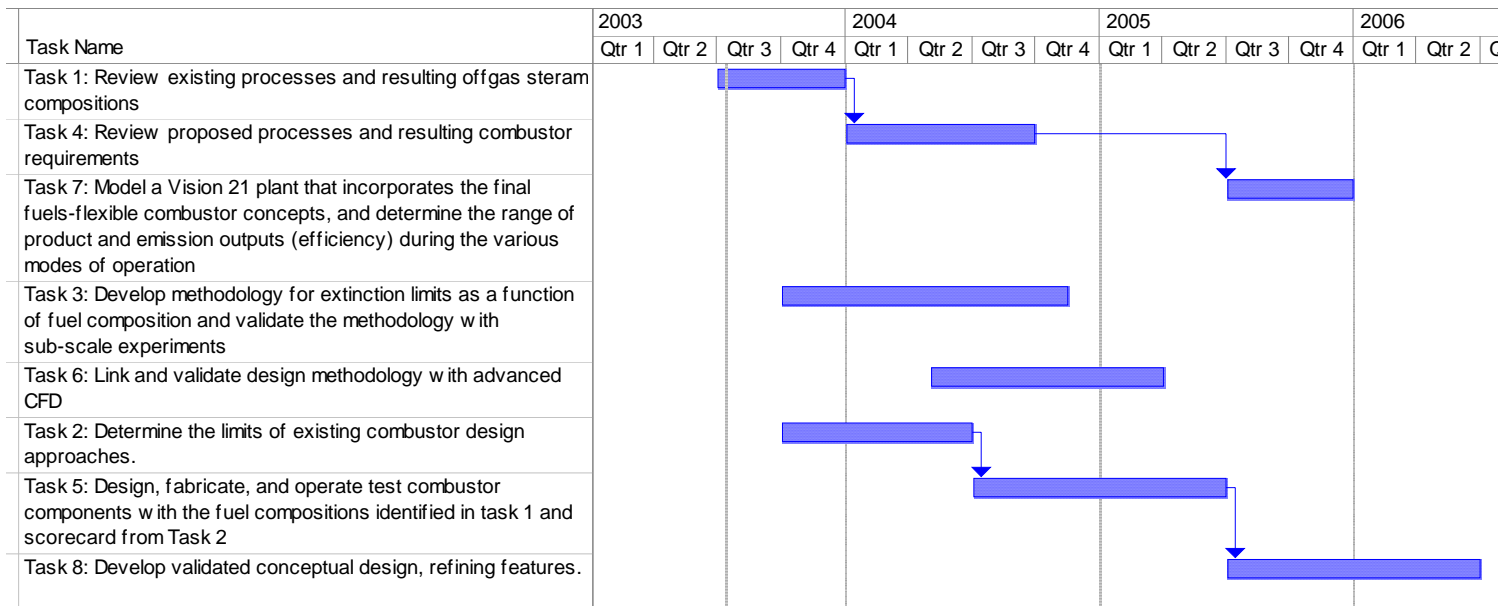 2003 2004 2005 2006
Task Name Qtr 1 Qtr 2 Qtr 3 Qtr 4 Qtr 1 Qtr 2 Qtr 3 Qtr 4 Qtr 1 Qtr 2 Qtr 3 Qtr 4 Qtr 1 Qtr 2
Task 1: Review existing processes and resulting offgas steram
compositions
Task 4: Review proposed processes and resulting combustor
requirements
Task 7: Model a Vision 21 plant that incorporates the final
fuels-flexible combustor concepts, and determine the range of
product and emission outputs (efficiency) during the various
modes of operation
Task 3: Develop methodology for extinction limits as a function
of fuel composition and validate the methodology with
sub-scale experiments
Task 6: Link and validate design methodology with advanced
CFD
Task 2: Determine the limits of existing combustor design
approaches.
Task 5: Design, fabricate, and operate test combustor
components with the fuel compositions identified in task 1 and
scorecard from Task 2
Task 8: Develop validated conceptual design, refining features.